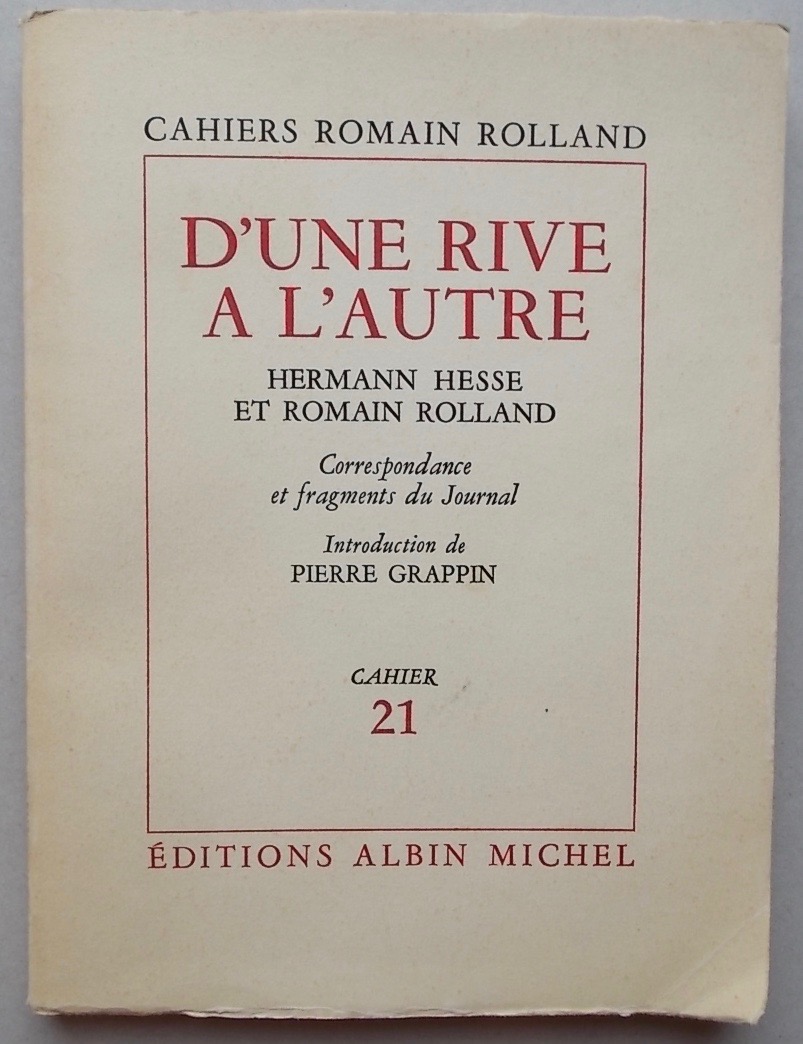 CAHIERS ROMAIN ROLLAND
D'UNE RIVE
A L'AUTRE
HERMANN HESSE
ET ROMAIN ROLLAND
Correspondance
et fragments du Journal
Introduction de
PIERRE GRAPPIN
CAHIER
21
ÉDITIONS ALBIN MICHEL